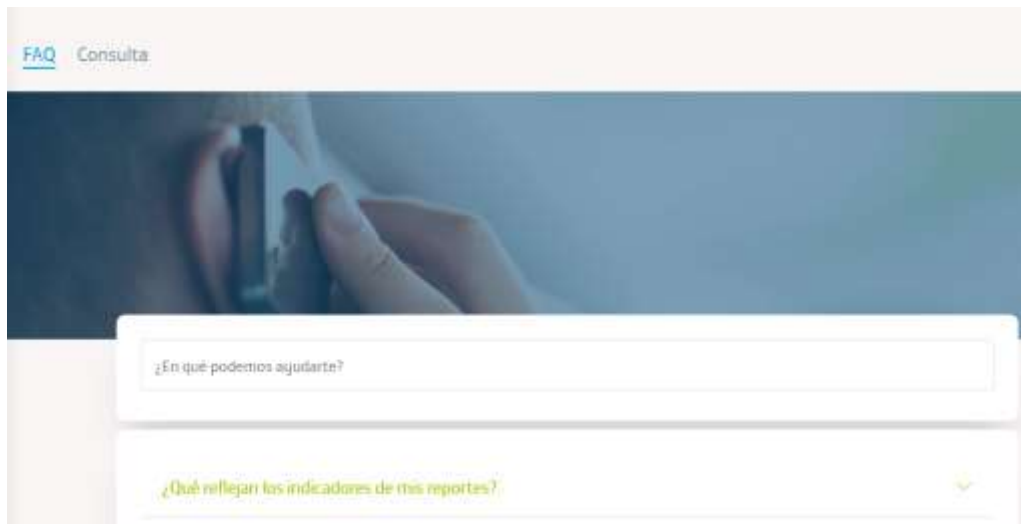 FAQ Consulta
¿En qué podemos ayudarte?
¿Qué reflejan los indicadores de mis reportes?